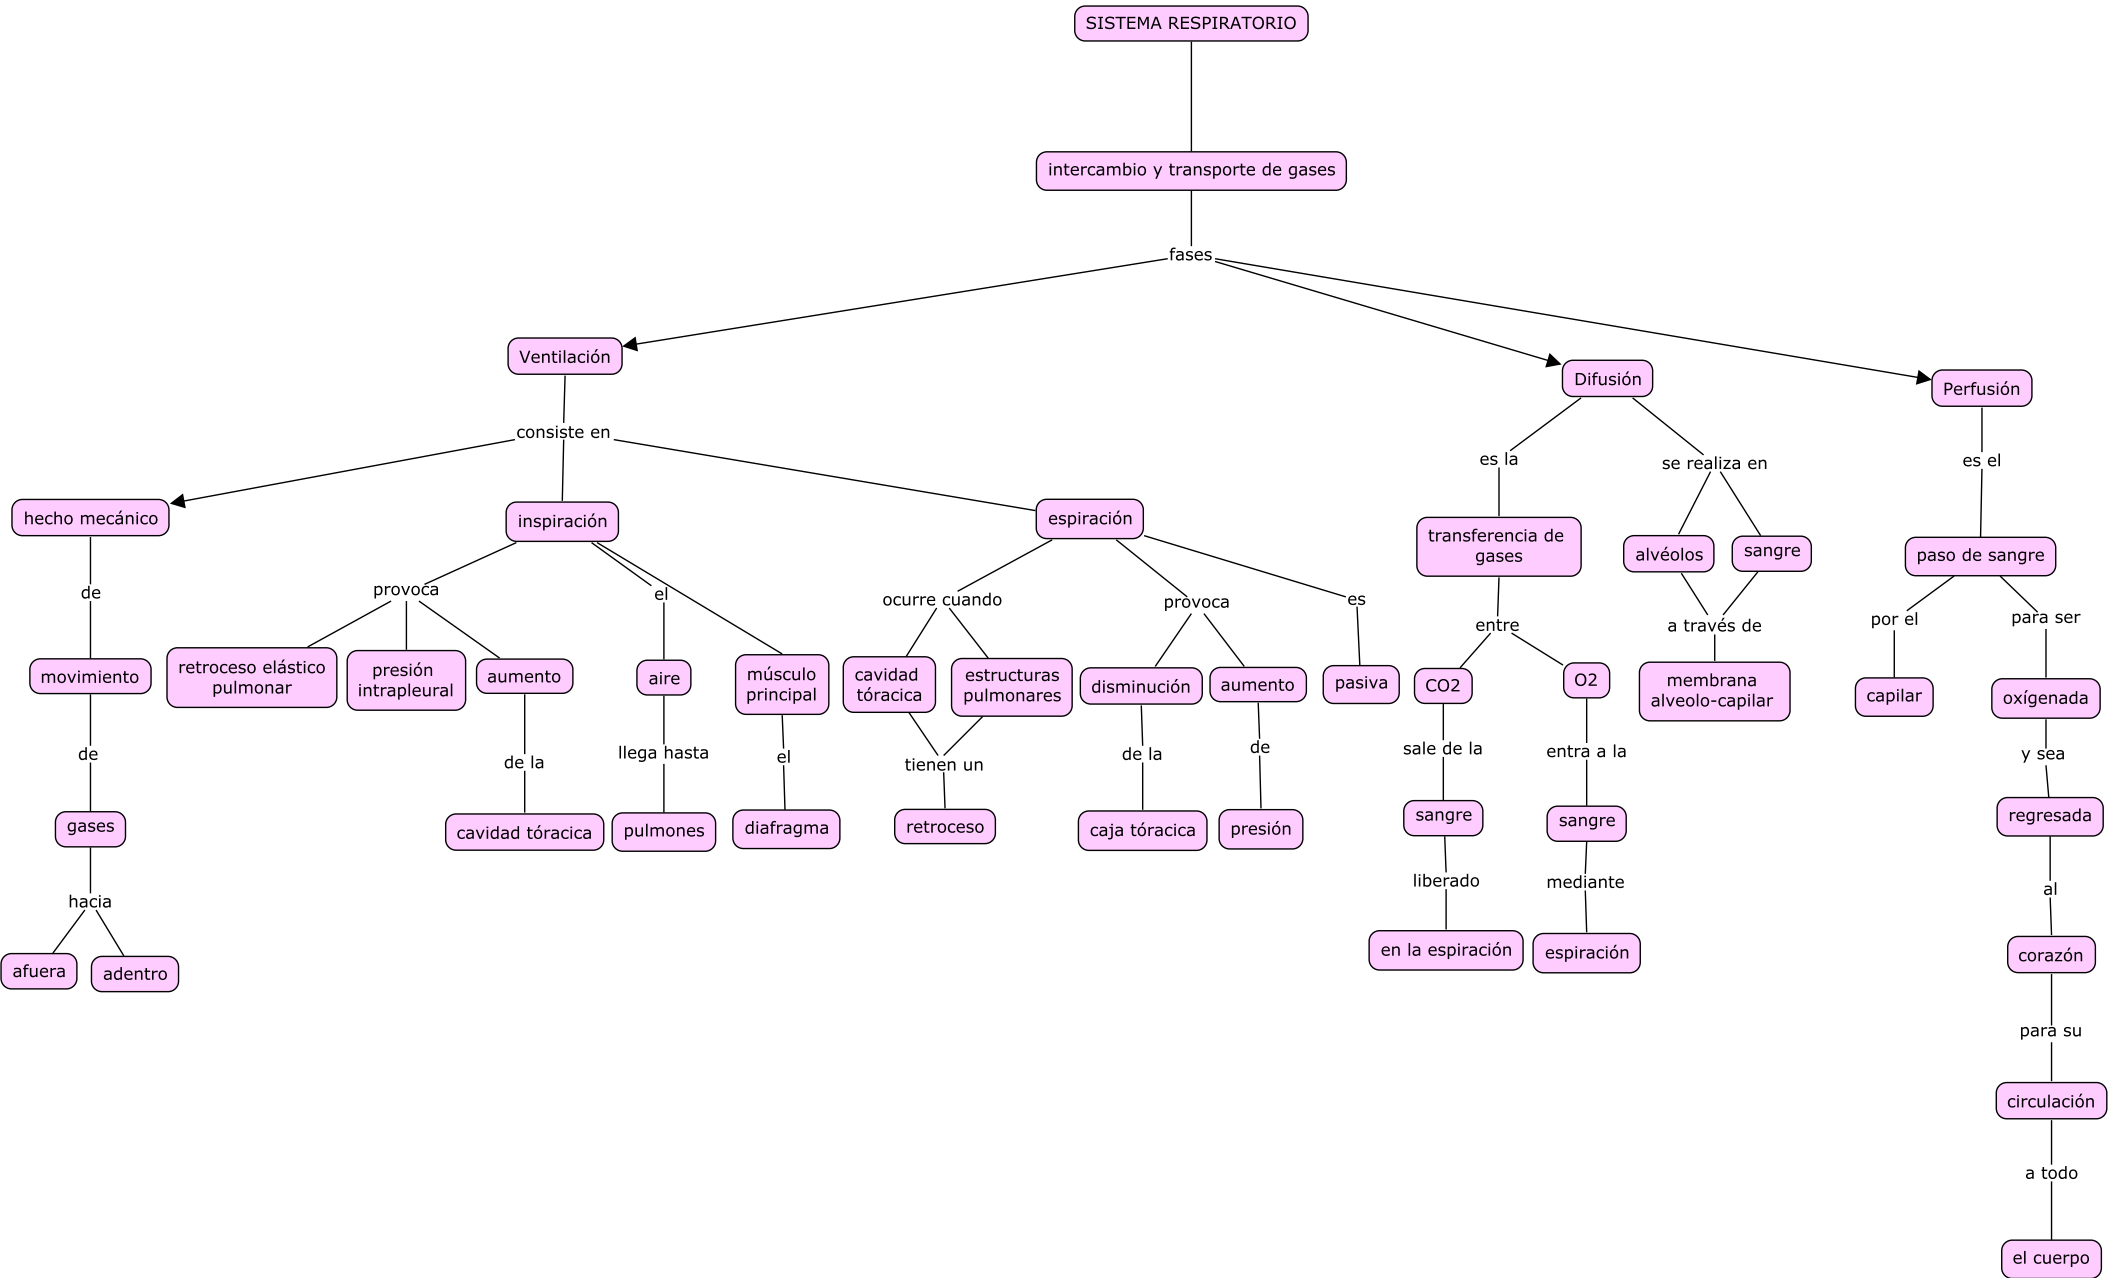 SISTEMA RESPIRATORIO
intercambio y transporte de gases
fases
Ventilación
Difusión
Perfusión
consiste en
es la
se realiza en
es el
hecho mecánico
inspiración
espiración
transferencia de
gases
alvéolos
sangre
paso de sangre
de
provoca
el
ocurre cuando
provoca
es
entre
a través de
por el
para ser
movimiento
retroceso elástico
pulmonar
presión
intrapleural
aumento
aire
músculo
principal
cavidad
tóracica
estructuras
pulmonares
disminución
aumento
pasiva
CO2
O2
membrana
alveolo-capilar
capilar
oxígenada
de
de la
llega hasta
el
tienen un
de la
de
sale de la
entra a la
y sea
gases
cavidad tóracica
pulmones
diafragma
retroceso
caja tóracica
presión
sangre
sangre
regresada
hacia
liberado
mediante
al
afuera
adentro
en la espiración
espiración
corazón
para su
circulación
a todo
el cuerpo